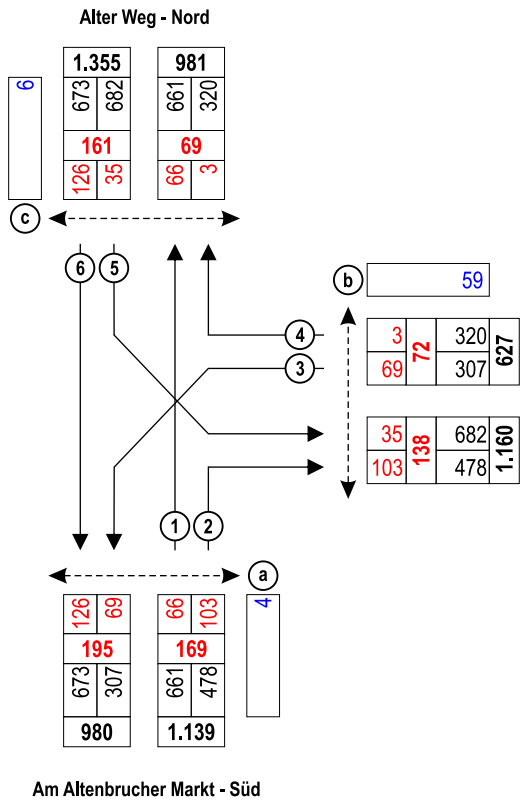 Alter Weg - Nord
1.355 981
6
673 682 661 320
161 69
126 35 66 3
c
6 5
b 59
4 3 72 320 627
3 69 307
35 138 682 1.160
103 478
1 2
a
126 69 66 103
4
195 169
673 307 661 478
980 1.139
Am Altenbrucher Markt - Süd